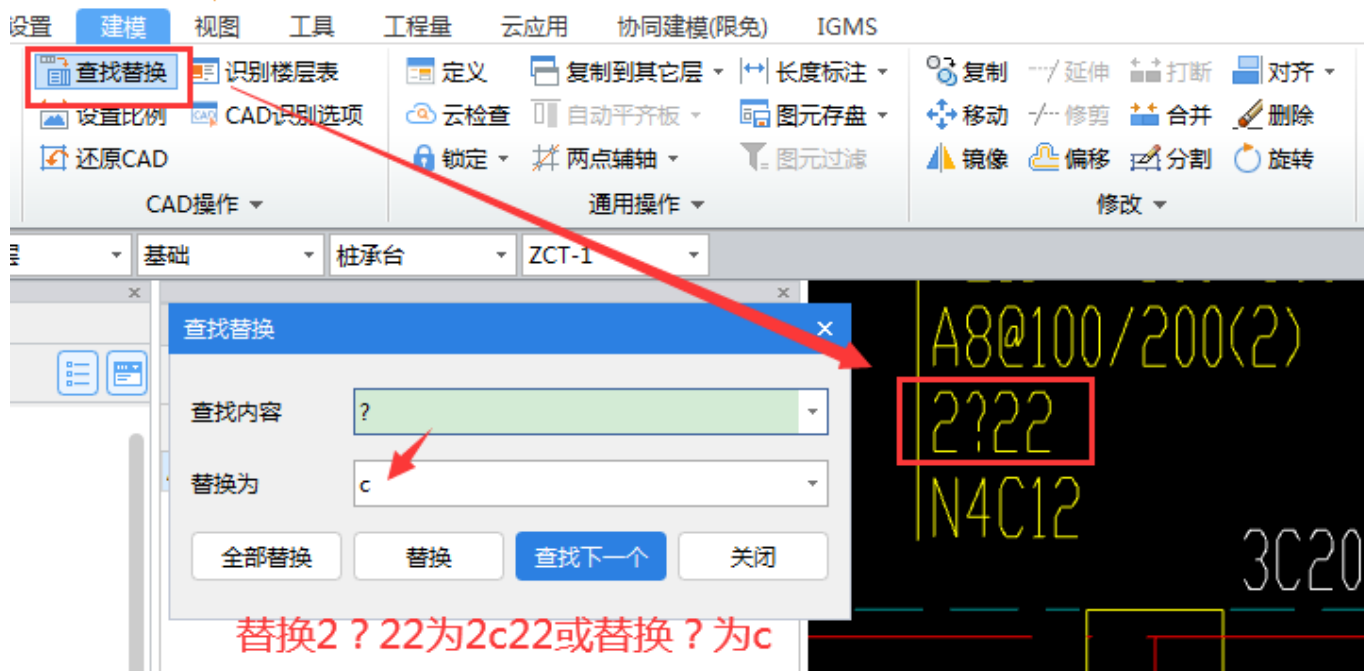 设置 建模 视图 工具 工程量 云应用 协同建模(限免) IGMS
查找替换 识别楼层表 定义 复制到其它层 长度标注 复制 延伸 打断 对齐
设置比例 CAD识别选项 云检查 自动平齐板 图元存盘 移动 修剪 合并 删除
还原CAD 锁定 两点辅轴 图元过滤 镜像 偏移 分割 旋转
CAD操作 通用操作 修改
层 基础 桩承台 ZCT-1
查找替换
查找内容 ?
替换为 c
全部替换 替换 查找下一个 关闭
替换2？22为2c22或替换？为c
A8@100/200(2)
2?22
N4C12
3C20